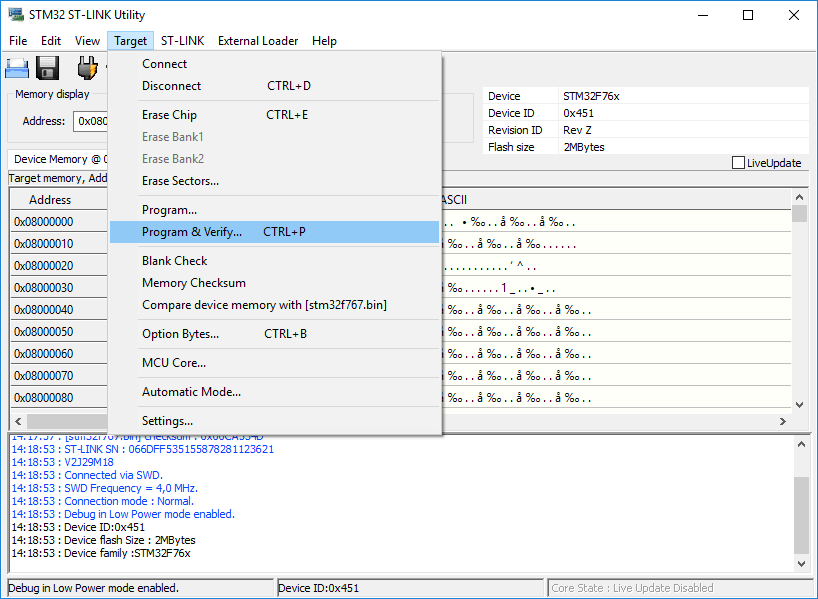 STM32 ST-LINK Utility
File Edit View Target ST-LINK External Loader Help
Memory display
Address: 0x080
Device STM32F76x
Device ID 0x451
Revision ID Rev Z
Flash size 2MBytes
LiveUpdate
Device Memory @ 0
Target memory, Add
Address ASCII
0x08000000 .. •‰..å‰..å‰..
0x08000010 ‰..å‰..å‰......
0x08000020 ...........´^..
0x08000030 å‰......1_..•_..
0x08000040 å‰..å‰..å‰..å‰..
0x08000050 å‰..å‰..å‰..å‰..
0x08000060 å‰..å‰..å‰..å‰..
0x08000070 å‰..å‰..å‰..å‰..
0x08000080 å‰..å‰..å‰..å‰..
Connect
Disconnect CTRL+D
Erase Chip CTRL+E
Erase Bank1
Erase Bank2
Erase Sectors...
Program...
Program & Verify... CTRL+P
Blank Check
Memory Checksum
Compare device memory with [stm32f767.bin]
Option Bytes... CTRL+B
MCU Core...
Automatic Mode...
Settings...
14:18:53 : ST-LINK SN : 066DFF535155878281123621
14:18:53 : V2J29M18
14:18:53 : Connected via SWD.
14:18:53 : SWD Frequency = 4,0 MHz.
14:18:53 : Connection mode : Normal.
14:18:53 : Debug in Low Power mode enabled.
14:18:53 : Device ID:0x451
14:18:53 : Device flash Size : 2MBytes
14:18:53 : Device family :STM32F76x
Debug in Low Power mode enabled. Device ID:0x451 Core State : Live Update Disabled